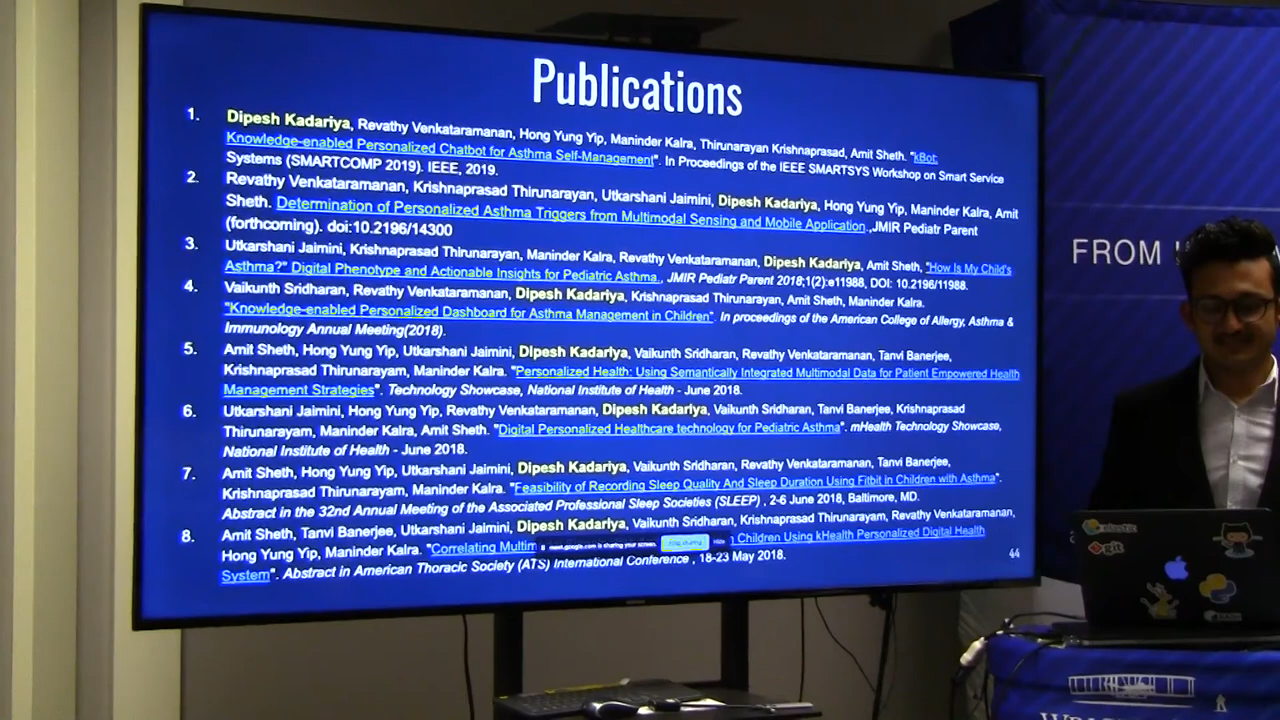 Publications
1. Dipesh Kadariya, Revathy Venkataramanan, Hong Yung Yip, Maninder Kalra, Thirunarayan Krishnaprasad, Amit Sheth. "kBot:
Knowledge-enabled Personalized Chatbot for Asthma Self-Management". In Proceedings of the IEEE SMARTSYS Workshop on Smart Service
Systems (SMARTCOMP 2019). IEEE, 2019.
2. Revathy Venkataramanan, Krishnaprasad Thirunarayan, Utkarshani Jaimini, Dipesh Kadariya, Hong Yung Yip, Maninder Kalra, Amit
Sheth. Determination of Personalized Asthma Triggers from Multimodal Sensing and Mobile Application.,JMIR Pediatr Parent
(forthcoming). doi:10.2196/14300
3. Utkarshani Jaimini, Krishnaprasad Thirunarayan, Maninder Kalra, Revathy Venkataramanan, Dipesh Kadariya, Amit Sheth, "How Is My Child's
Asthma?" Digital Phenotype and Actionable Insights for Pediatric Asthma., JMIR Pediatr Parent 2018;1(2):e11988, DOI: 10.2196/11988.
4. Vaikunth Sridharan, Revathy Venkataramanan, Dipesh Kadariya, Krishnaprasad Thirunarayan, Amit Sheth, Maninder Kalra.
"Knowledge-enabled Personalized Dashboard for Asthma Management in Children". In proceedings of the American College of Allergy, Asthma &
Immunology Annual Meeting(2018).
5. Amit Sheth, Hong Yung Yip, Utkarshani Jaimini, Dipesh Kadariya, Vaikunth Sridharan, Revathy Venkataramanan, Tanvi Banerjee,
Krishnaprasad Thirunarayam, Maninder Kalra. "Personalized Health: Using Semantically Integrated Multimodal Data for Patient Empowered Health
Management Strategies". Technology Showcase, National Institute of Health - June 2018.
6. Utkarshani Jaimini, Hong Yung Yip, Revathy Venkataramanan, Dipesh Kadariya, Vaikunth Sridharan, Tanvi Banerjee, Krishnaprasad
Thirunarayam, Maninder Kalra, Amit Sheth. "Digital Personalized Healthcare technology for Pediatric Asthma". mHealth Technology Showcase,
National Institute of Health - June 2018.
7. Amit Sheth, Hong Yung Yip, Utkarshani Jaimini, Dipesh Kadariya, Vaikunth Sridharan, Revathy Venkataramanan, Tanvi Banerjee,
Krishnaprasad Thirunarayam, Maninder Kalra. "Feasibility of Recording Sleep Quality And Sleep Duration Using Fitbit in Children with Asthma".
Abstract in the 32nd Annual Meeting of the Associated Professional Sleep Societies (SLEEP) , 2-6 June 2018, Baltimore, MD.
8. Amit Sheth, Tanvi Banerjee, Utkarshani Jaimini, Dipesh Kadariya, Vaikunth Sridharan, Krishnaprasad Thirunarayam, Revathy Venkataramanan,
Hong Yung Yip, Maninder Kalra. "Correlating Children Using kHealth Personalized Digital Health
System". Abstract in American Thoracic Society (ATS) International Conference , 18-23 May 2018.
meet.google.com is sharing your screen. Stop sharing Hide
44
FROM
elastic
git